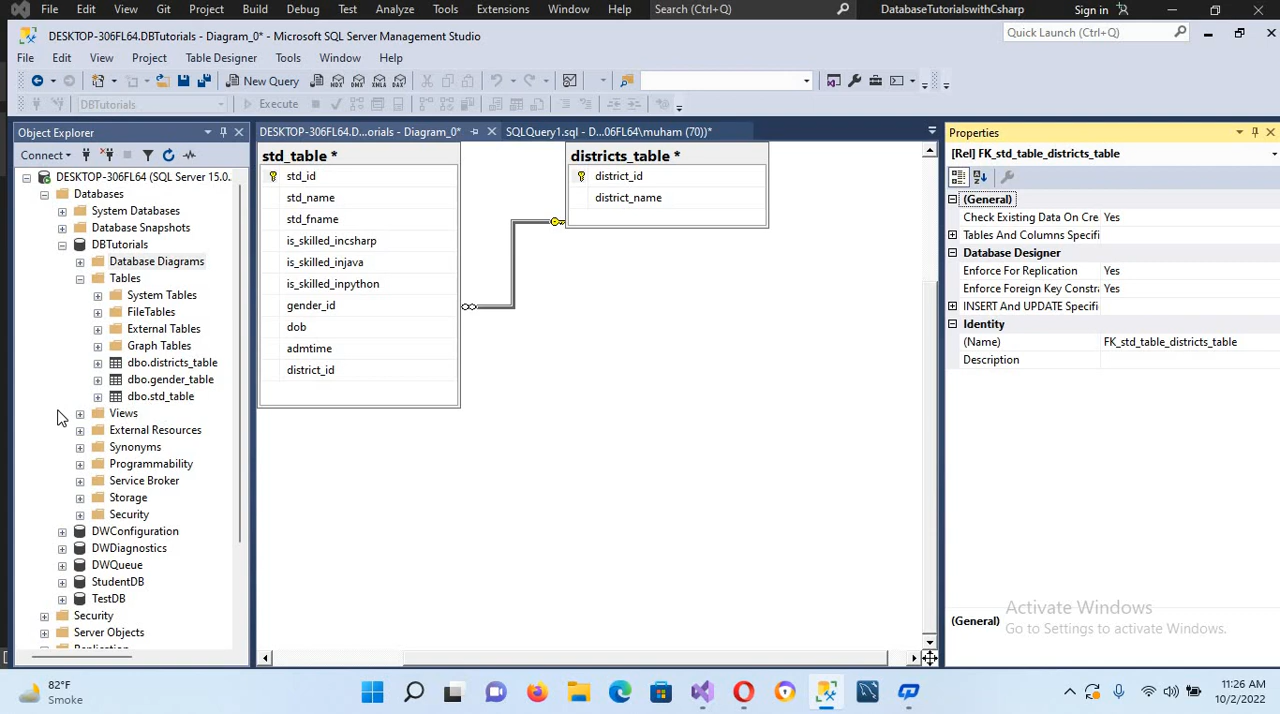 File Edit View Git Project Build Debug Test Analyze Tools Extensions Window Help Search (Ctrl+Q) DatabaseTutorialswithCsharp Sign in
DESKTOP-306FL64.DBTutorials - Diagram_0* - Microsoft SQL Server Management Studio
Quick Launch (Ctrl+Q)
File Edit View Project Table Designer Tools Window Help
New Query
DBTutorials Execute
Object Explorer
DESKTOP-306FL64.D...orials - Diagram_0*
SQLQuery1.sql - D...06FL64\muham (70))*
Properties
Connect
[Rel] FK_std_table_districts_table
DESKTOP-306FL64 (SQL Server 15.0.
Databases
System Databases
Database Snapshots
DBTutorials
Database Diagrams
Tables
System Tables
FileTables
External Tables
Graph Tables
dbo.districts_table
dbo.gender_table
dbo.std_table
Views
External Resources
Synonyms
Programmability
Service Broker
Storage
Security
DWConfiguration
DWDiagnostics
DWQueue
StudentDB
TestDB
Security
Server Objects
Replication
std_table *
std_id
std_name
std_fname
is_skilled_incsharp
is_skilled_injava
is_skilled_inpython
gender_id
dob
admtime
district_id
districts_table *
district_id
district_name
(General)
Check Existing Data On Cre Yes
Tables And Columns Specifi
Database Designer
Enforce For Replication Yes
Enforce Foreign Key Constra Yes
INSERT And UPDATE Specifi
Identity
(Name) FK_std_table_districts_table
Description
Activate Windows
(General)
Go to Settings to activate Windows.
82°F
Smoke
11:26 AM
10/2/2022